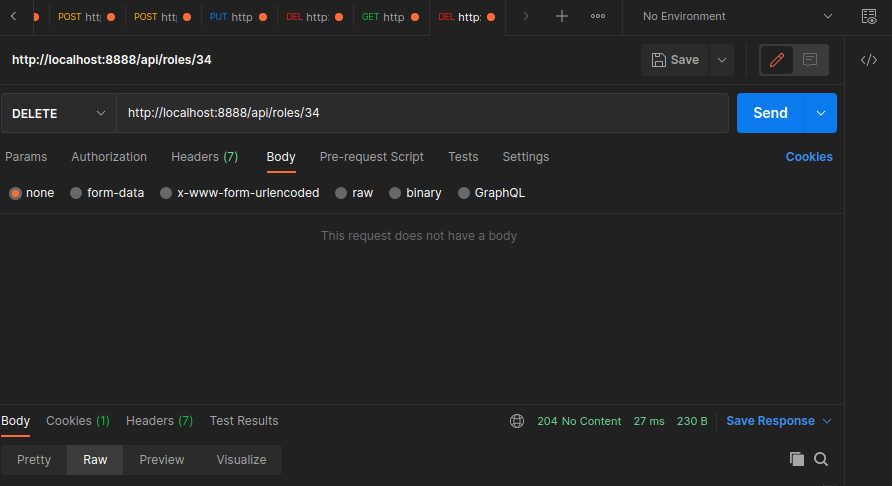 POST htt POST htt PUT http DEL http: GET http DEL http: No Environment
http://localhost:8888/api/roles/34 Save
DELETE http://localhost:8888/api/roles/34 Send
Params Authorization Headers (7) Body Pre-request Script Tests Settings Cookies
none form-data x-www-form-urlencoded raw binary GraphQL
This request does not have a body
Body Cookies (1) Headers (7) Test Results 204 No Content 27 ms 230 B Save Response
Pretty Raw Preview Visualize